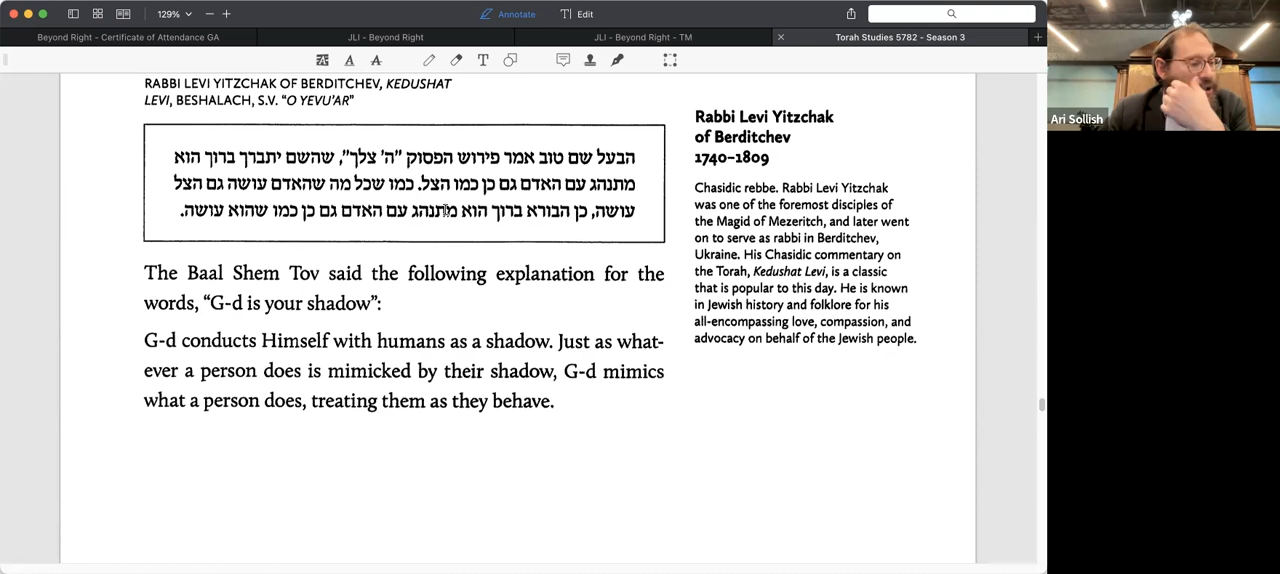 129%
Annotate
Edit
Beyond Right - Certificate of Attendance GA
JLI - Beyond Right
JLI - Beyond Right - TM
Torah Studies 5782 - Season 3
RABBI LEVI YITZCHAK OF BERDITCHEV, KEDUSHAT
LEVI, BESHALACH, S.V. "O YEVU'AR"
הבעל שם טוב אמר פירוש הפסוק "ה' צלך", שהשם יתברך ברוך הוא
מתנהג עם האדם גם כן כמו הצל. כמו שכל מה שהאדם עושה גם הצל
עושה, כן הבורא ברוך הוא מתנהג עם האדם גם כן כמו שהוא עושה.
The Baal Shem Tov said the following explanation for the
words, "G-d is your shadow":
G-d conducts Himself with humans as a shadow. Just as what-
ever a person does is mimicked by their shadow, G-d mimics
what a person does, treating them as they behave.
Rabbi Levi Yitzchak
of Berditchev
1740–1809
Chasidic rebbe. Rabbi Levi Yitzchak
was one of the foremost disciples of
the Magid of Mezeritch, and later went
on to serve as rabbi in Berditchev,
Ukraine. His Chasidic commentary on
the Torah, Kedushat Levi, is a classic
that is popular to this day. He is known
in Jewish history and folklore for his
all-encompassing love, compassion, and
advocacy on behalf of the Jewish people.
Ari Sollish